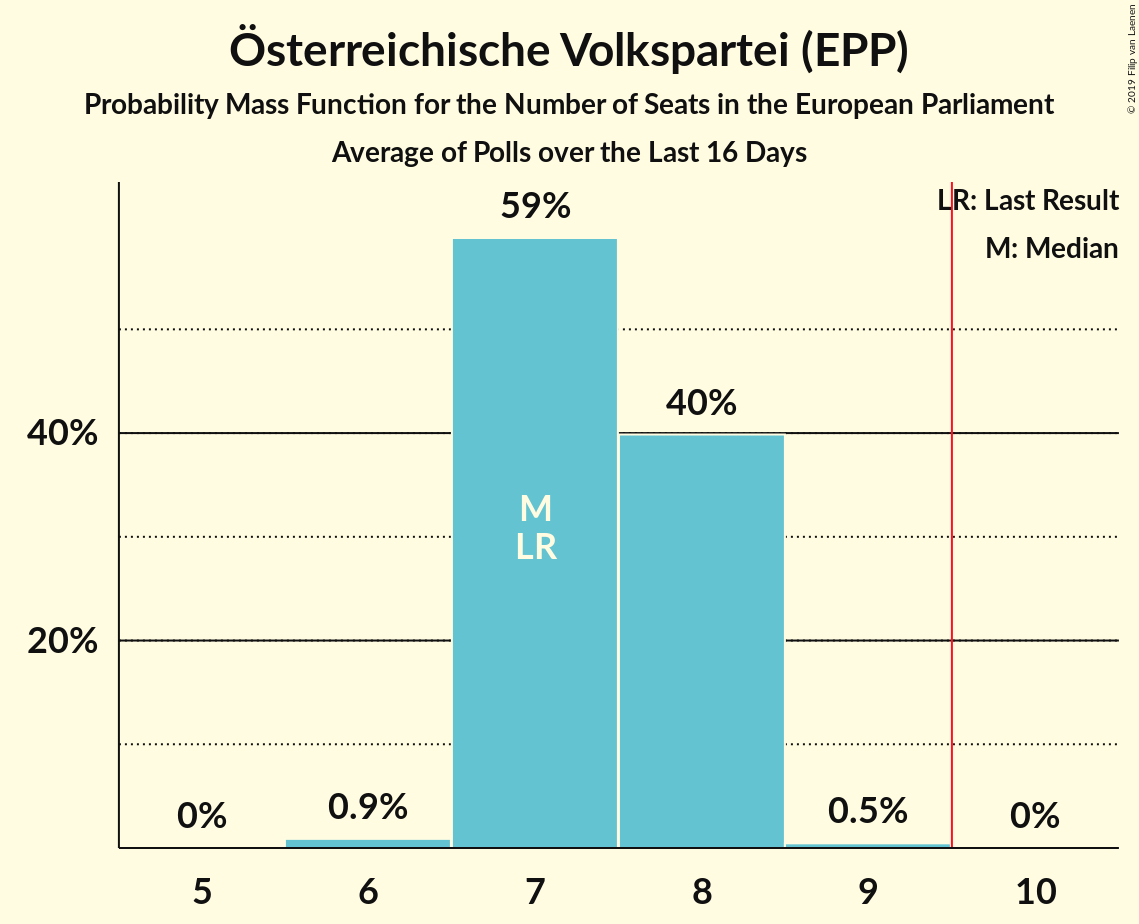 Österreichische Volkspartei (EPP)
Probability Mass Function for the Number of Seats in the European Parliament
Average of Polls over the Last 16 Days
© 2019 Filip van Laenen
LR: Last Result
M: Median
59%
40%
40%
M
LR
20%
0%
0.9%
0.5%
0%
5
6
7
8
9
10